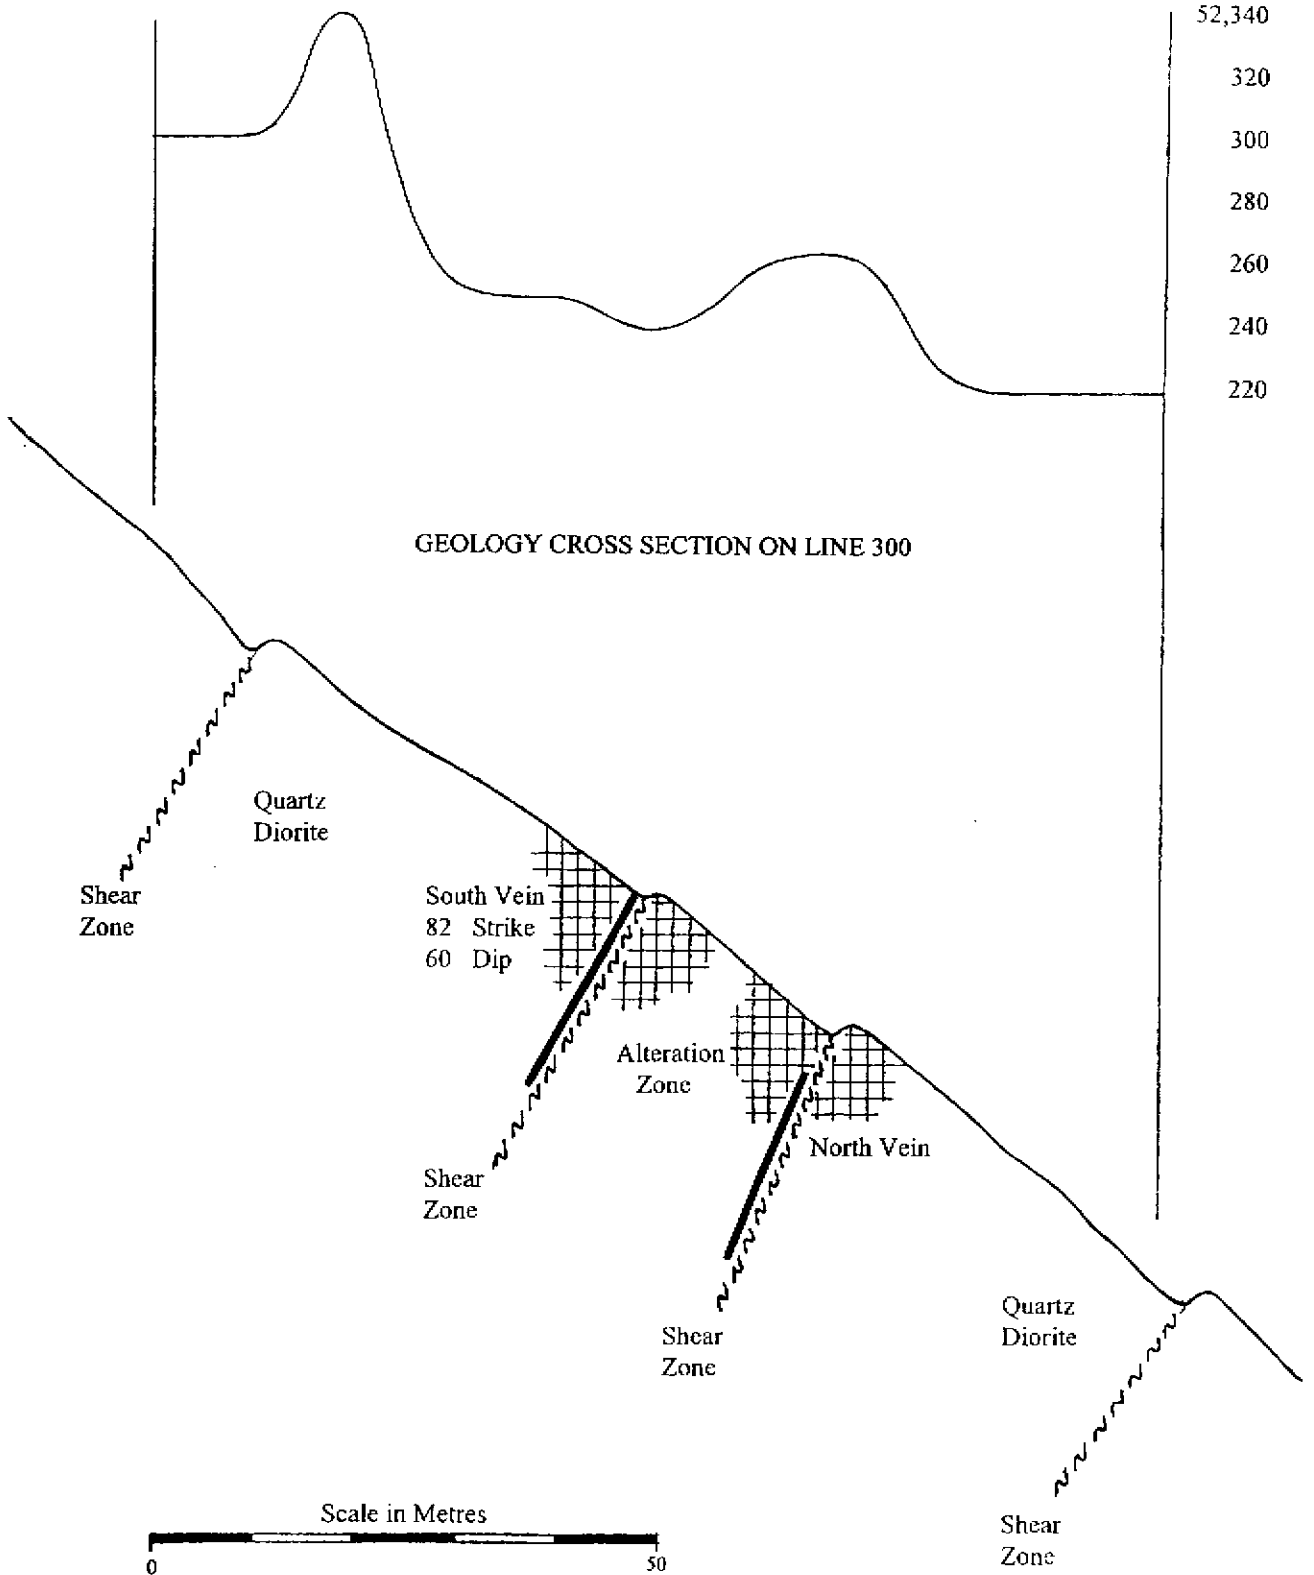 52,340
320
300
280
260
240
220
GEOLOGY CROSS SECTION ON LINE 300
Quartz
Diorite
Shear
Zone
South Vein
82 Strike
60 Dip
Alteration
Zone
North Vein
Shear
Zone
Shear
Zone
Quartz
Diorite
Shear
Zone
Scale in Metres
0 50